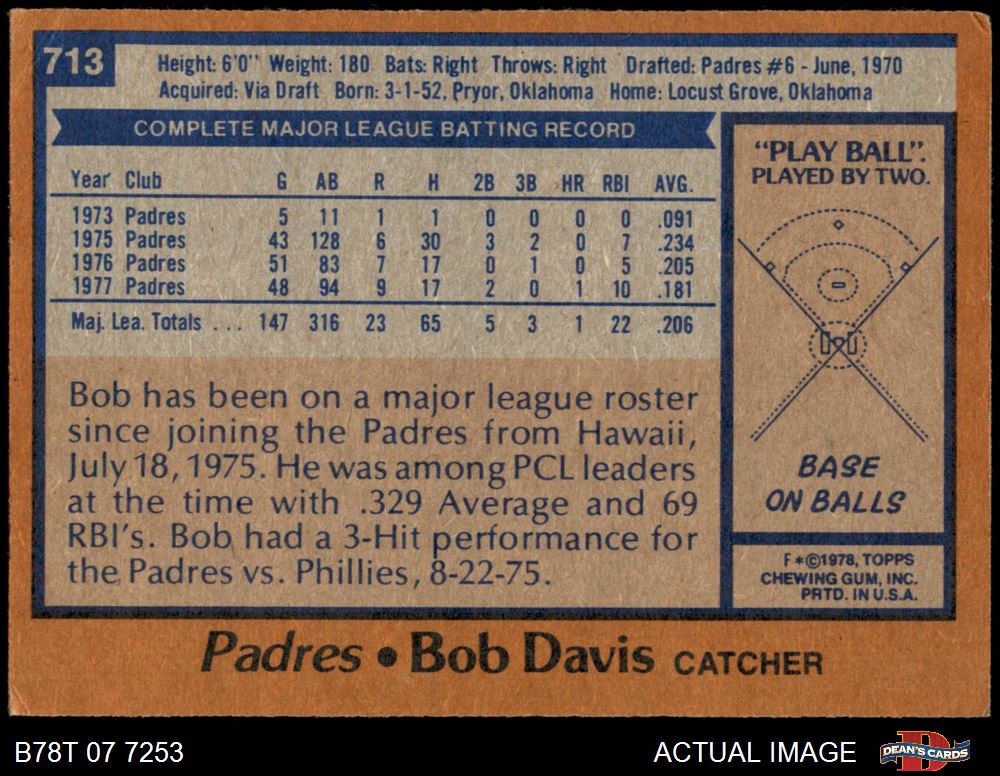 713
Height: 6'0" Weight: 180 Bats: Right Throws: Right Drafted: Padres #6 - June, 1970
Acquired: Via Draft Born: 3-1-52, Pryor, Oklahoma Home: Locust Grove, Oklahoma
COMPLETE MAJOR LEAGUE BATTING RECORD
Year Club G AB R H 2B 3B HR RBI AVG.
1973 Padres 5 11 1 1 0 0 0 0 .091
1975 Padres 43 128 6 30 3 2 0 7 .234
1976 Padres 51 83 7 17 0 1 0 5 .205
1977 Padres 48 94 9 17 2 0 1 10 .181
Maj. Lea. Totals ... 147 316 23 65 5 3 1 22 .206
Bob has been on a major league roster
since joining the Padres from Hawaii,
July 18, 1975. He was among PCL leaders
at the time with .329 Average and 69
RBI's. Bob had a 3-Hit performance for
the Padres vs. Phillies, 8-22-75.
"PLAY BALL".
PLAYED BY TWO.
BASE
ON BALLS
F*©1978, TOPPS
CHEWING GUM, INC.
PRTD. IN U.S.A.
Padres • Bob Davis CATCHER
B78T 07 7253
ACTUAL IMAGE
D
DEAN'S CARDS